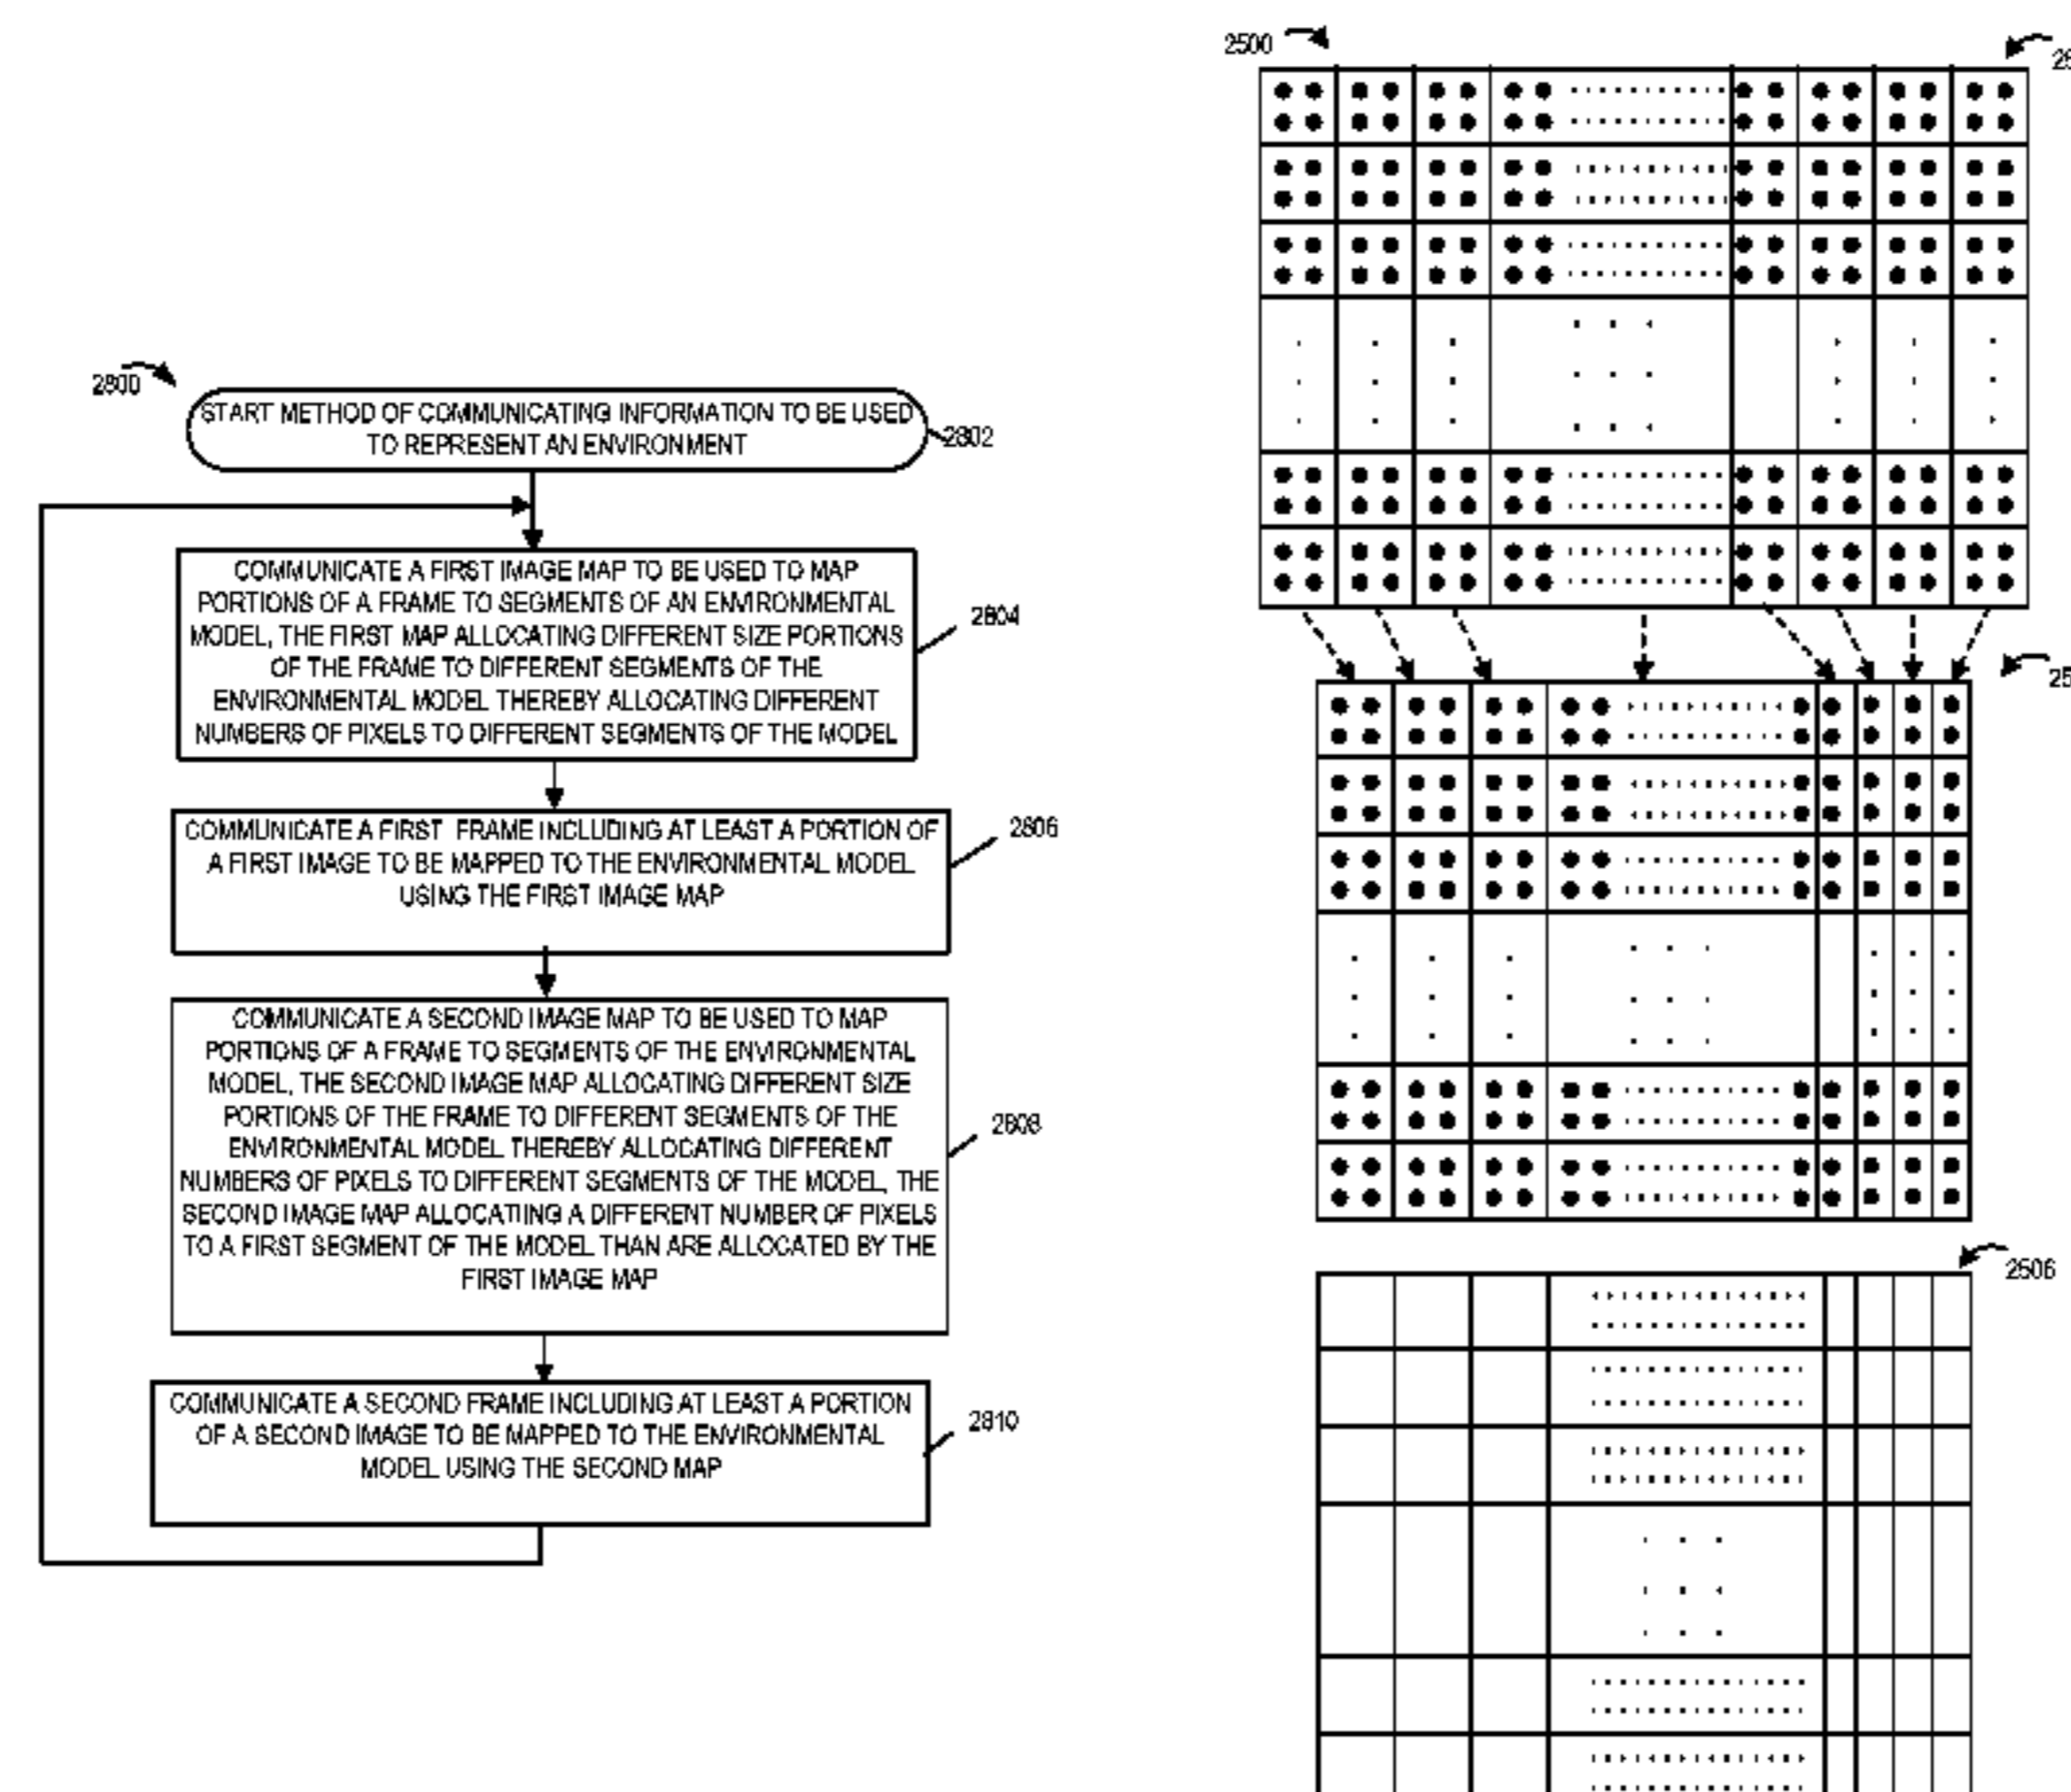 2800
START METHOD OF COMMUNICATING INFORMATION TO BE USED
TO REPRESENT AN ENVIRONMENT
2802
COMMUNICATE A FIRST IMAGE MAP TO BE USED TO MAP
PORTIONS OF A FRAME TO SEGMENTS OF AN ENVIRONMENTAL
MODEL, THE FIRST MAP ALLOCATING DIFFERENT SIZE PORTIONS
OF THE FRAME TO DIFFERENT SEGMENTS OF THE
ENVIRONMENTAL MODEL THEREBY ALLOCATING DIFFERENT
NUMBERS OF PIXELS TO DIFFERENT SEGMENTS OF THE MODEL
2804
COMMUNICATE A FIRST FRAME INCLUDING AT LEAST A PORTION OF
A FIRST IMAGE TO BE MAPPED TO THE ENVIRONMENTAL MODEL
USING THE FIRST IMAGE MAP
2806
COMMUNICATE A SECOND IMAGE MAP TO BE USED TO MAP
PORTIONS OF A FRAME TO SEGMENTS OF THE ENVIRONMENTAL
MODEL, THE SECOND IMAGE MAP ALLOCATING DIFFERENT SIZE
PORTIONS OF THE FRAME TO DIFFERENT SEGMENTS OF THE
ENVIRONMENTAL MODEL THEREBY ALLOCATING DIFFERENT
NUMBERS OF PIXELS TO DIFFERENT SEGMENTS OF THE MODEL, THE
SECOND IMAGE MAP ALLOCATIING A DIFFERENT NUMBER OF PIXELS
TO A FIRST SEGMENT OF THE MODEL THAN ARE ALLOCATED BY THE
FIRST IMAGE MAP
2808
COMMUNICATE A SECOND FRAME INCLUDING AT LEAST A PORTION
OF A SECOND IMAGE TO BE MAPPED TO THE ENVIRONMENTAL
MODEL USING THE SECOND MAP
2810
2500
2506